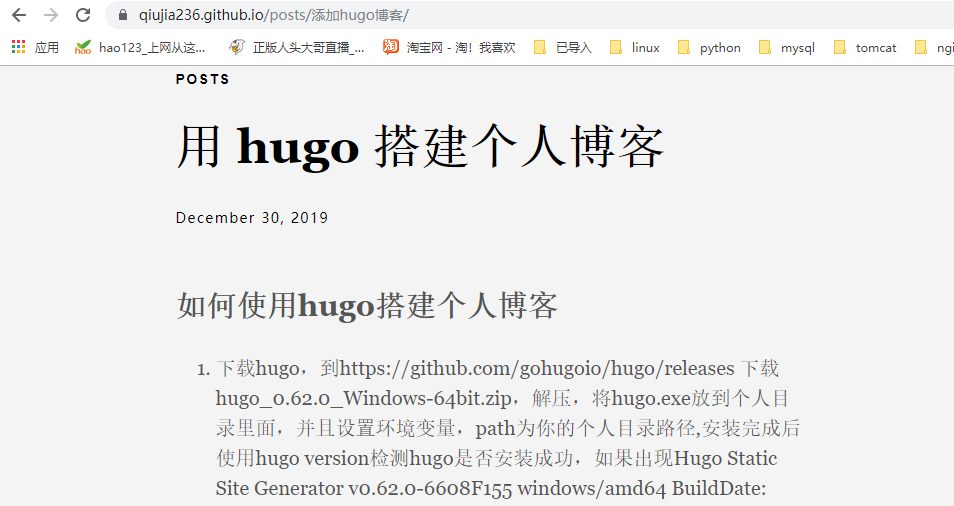 qiujia236.github.io/posts/添加hugo博客/
应用 hao123_上网从这... 正版人头大哥直播_... 淘 淘宝网 - 淘！我喜欢 已导入 linux python mysql tomcat ngi
POSTS
用 hugo 搭建个人博客
December 30, 2019
如何使用hugo搭建个人博客
1. 下载hugo，到https://github.com/gohugoio/hugo/releases 下载
hugo_0.62.0_Windows-64bit.zip，解压，将hugo.exe放到个人目
录里面，并且设置环境变量，path为你的个人目录路径,安装完成后
使用hugo version检测hugo是否安装成功，如果出现Hugo Static
Site Generator v0.62.0-6608F155 windows/amd64 BuildDate: